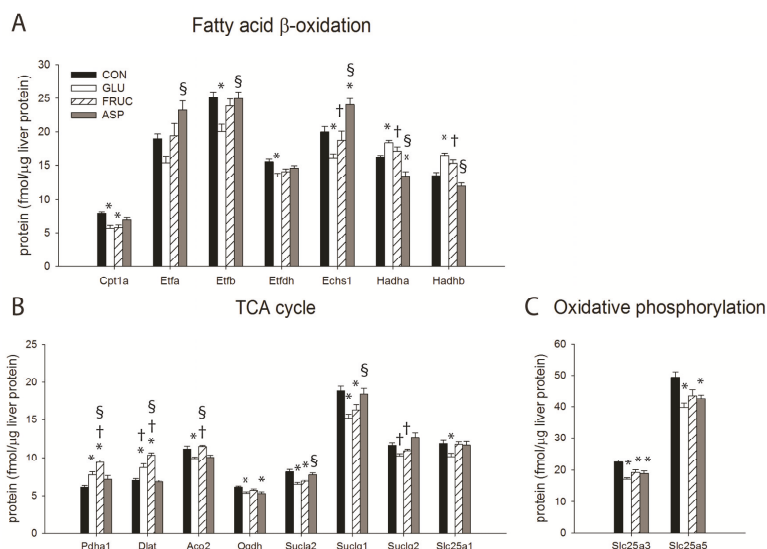 A Fatty acid β-oxidation
protein (fmol/µg liver protein)
30
25
20
15
10
5
0
CON
GLU
FRUC
ASP
* * § * § * * † § * * † § x x † §
Cpt1a Etfa Etfb Etfdh Echs1 Hadha Hadhb
B TCA cycle
protein (fmol/µg liver protein)
25
20
15
10
5
0
* † § † * † * § * † § x * * * § * * § † † *
Pdha1 Dlat Aco2 Ogdh Sucla2 Suclg1 Suclg2 Slc25a1
C Oxidative phosphorylation
protein (fmol/µg liver protein)
60
50
40
30
20
10
0
* * * * *
Slc25a3 Slc25a5